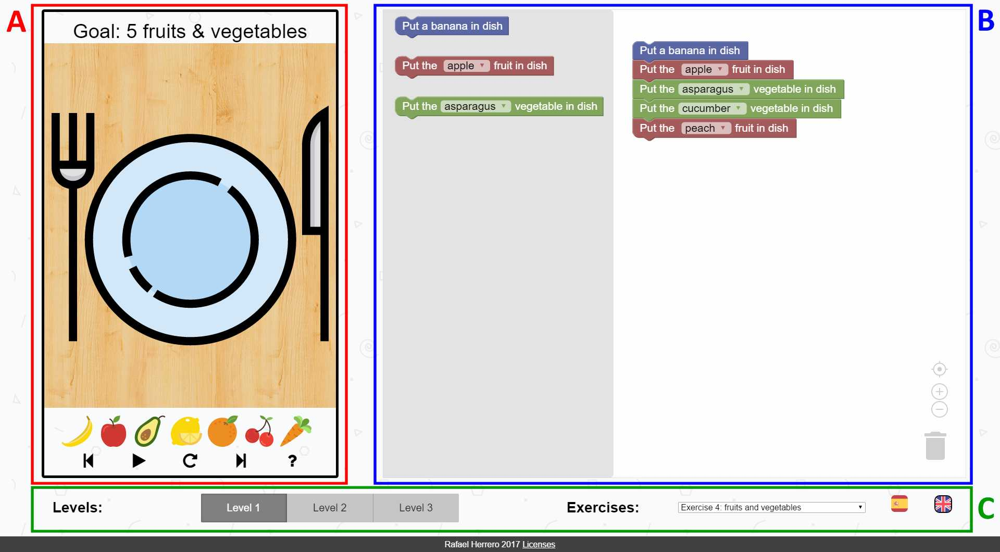 A
Goal: 5 fruits & vegetables
?
B
Put a banana in dish
Put the apple fruit in dish
Put the asparagus vegetable in dish
Put a banana in dish
Put the apple fruit in dish
Put the asparagus vegetable in dish
Put the cucumber vegetable in dish
Put the peach fruit in dish
Levels:
Level 1
Level 2
Level 3
Exercises:
Exercise 4: fruits and vegetables
C
Rafael Herrero 2017 Licenses